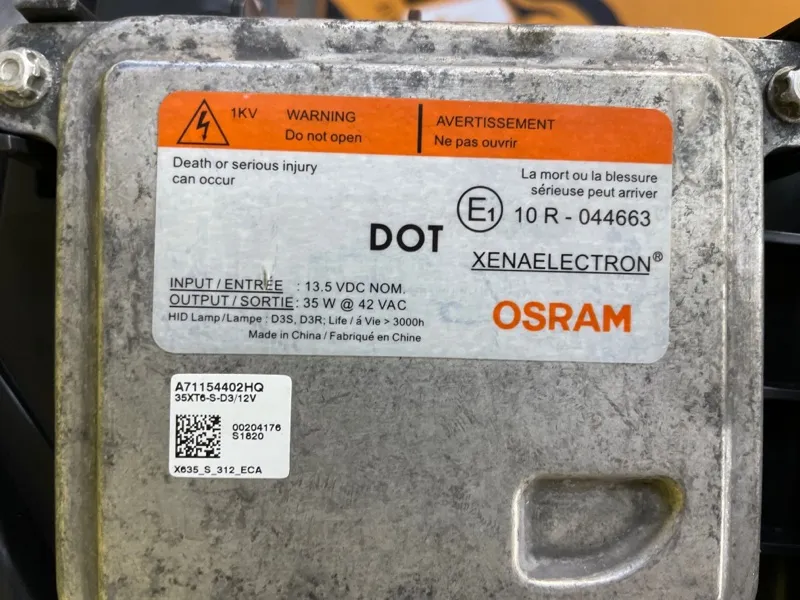 1KV WARNING
Do not open
AVERTISSEMENT
Ne pas ouvrir
Death or serious injury
can occur
La mort ou la blessure
sérieuse peut arriver
E1 10 R - 044663
DOT
XENAELECTRON®
INPUT / ENTRÉE : 13.5 VDC NOM.
OUTPUT / SORTIE : 35 W @ 42 VAC
HID Lamp / Lampe : D3S, D3R; Life / á Vie > 3000h
Made in China / Fabriqué en Chine
OSRAM
A71154402HQ
35XT6-S-D3/12V
00204176
S1620
X635_S_312_ECA